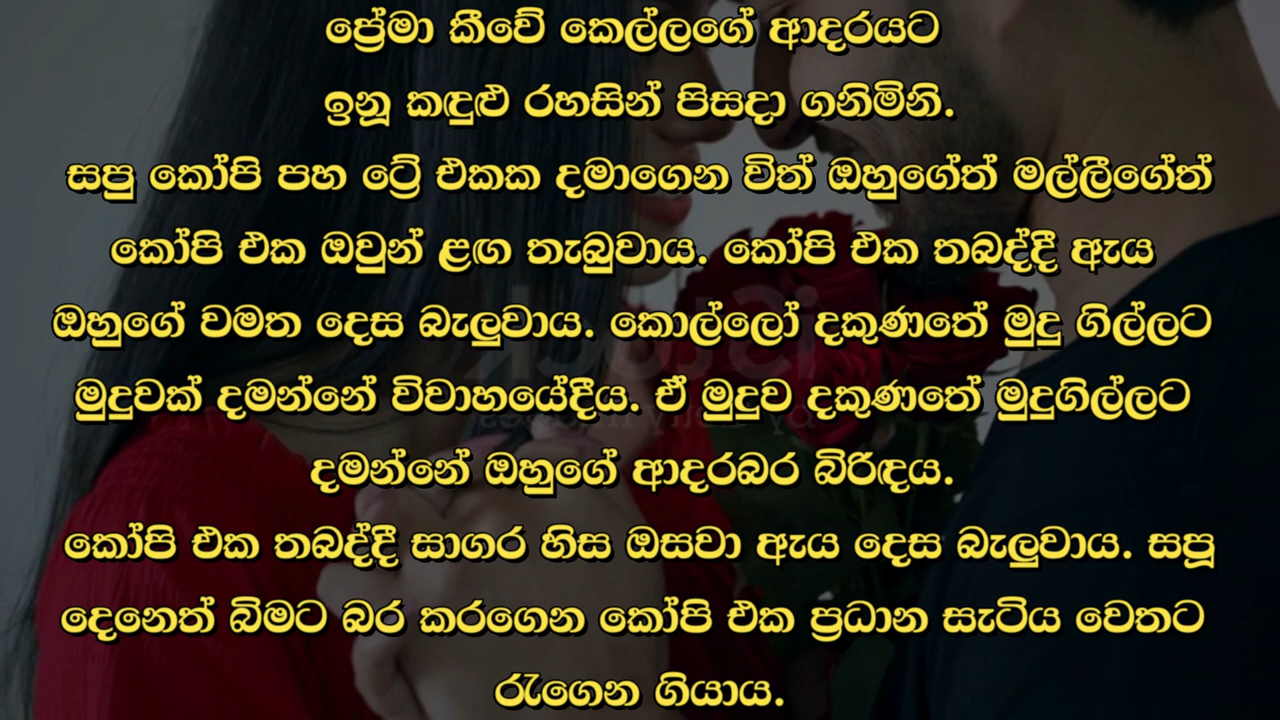 ප්‍රේමා කීවේ කෙල්ලගේ ආදරයට
ඉනූ කඳුළු රහසින් පිසදා ගනිමිනි.
සපු කෝපි පහ ට්‍රේ එකක දමාගෙන විත් ඔහුගේත් මල්ලීගේත්
කෝපි එක ඔවුන් ළඟ තැබුවාය. කෝපි එක තබද්දී ඇය
ඔහුගේ වමත දෙස බැලුවාය. කොල්ලෝ දකුණතේ මුදු ගිල්ලට
මුදුවක් දමන්නේ විවාහයේදීය. ඒ මුදුව දකුණතේ මුදුගිල්ලට
දමන්නේ ඔහුගේ ආදරබර බිරිඳය.
කෝපි එක තබද්දී සාගර හිස ඔසවා ඇය දෙස බැලුවාය. සපූ
දෙනෙත් බිමට බර කරගෙන කෝපි එක ප්‍රධාන සැටිය වෙතට
රැගෙන ගියාය.